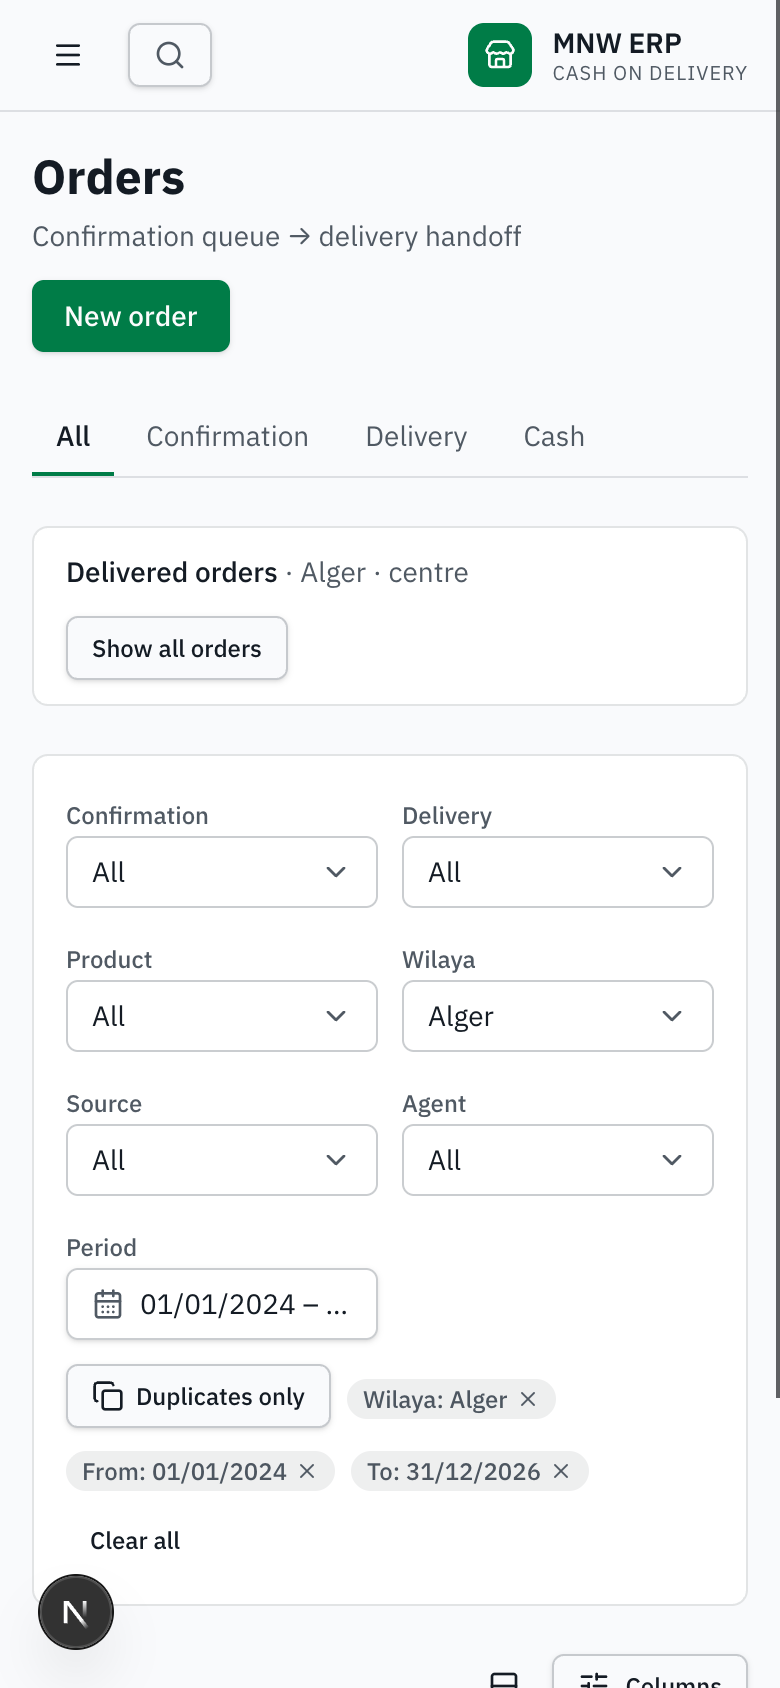 MNW ERP
CASH ON DELIVERY
Orders
Confirmation queue → delivery handoff
New order
All Confirmation Delivery Cash
Delivered orders · Alger · centre
Show all orders
Confirmation Delivery
All All
Product Wilaya
All Alger
Source Agent
All All
Period
01/01/2024 – ...
Duplicates only Wilaya: Alger ×
From: 01/01/2024 × To: 31/12/2026 ×
Clear all
N
Columns